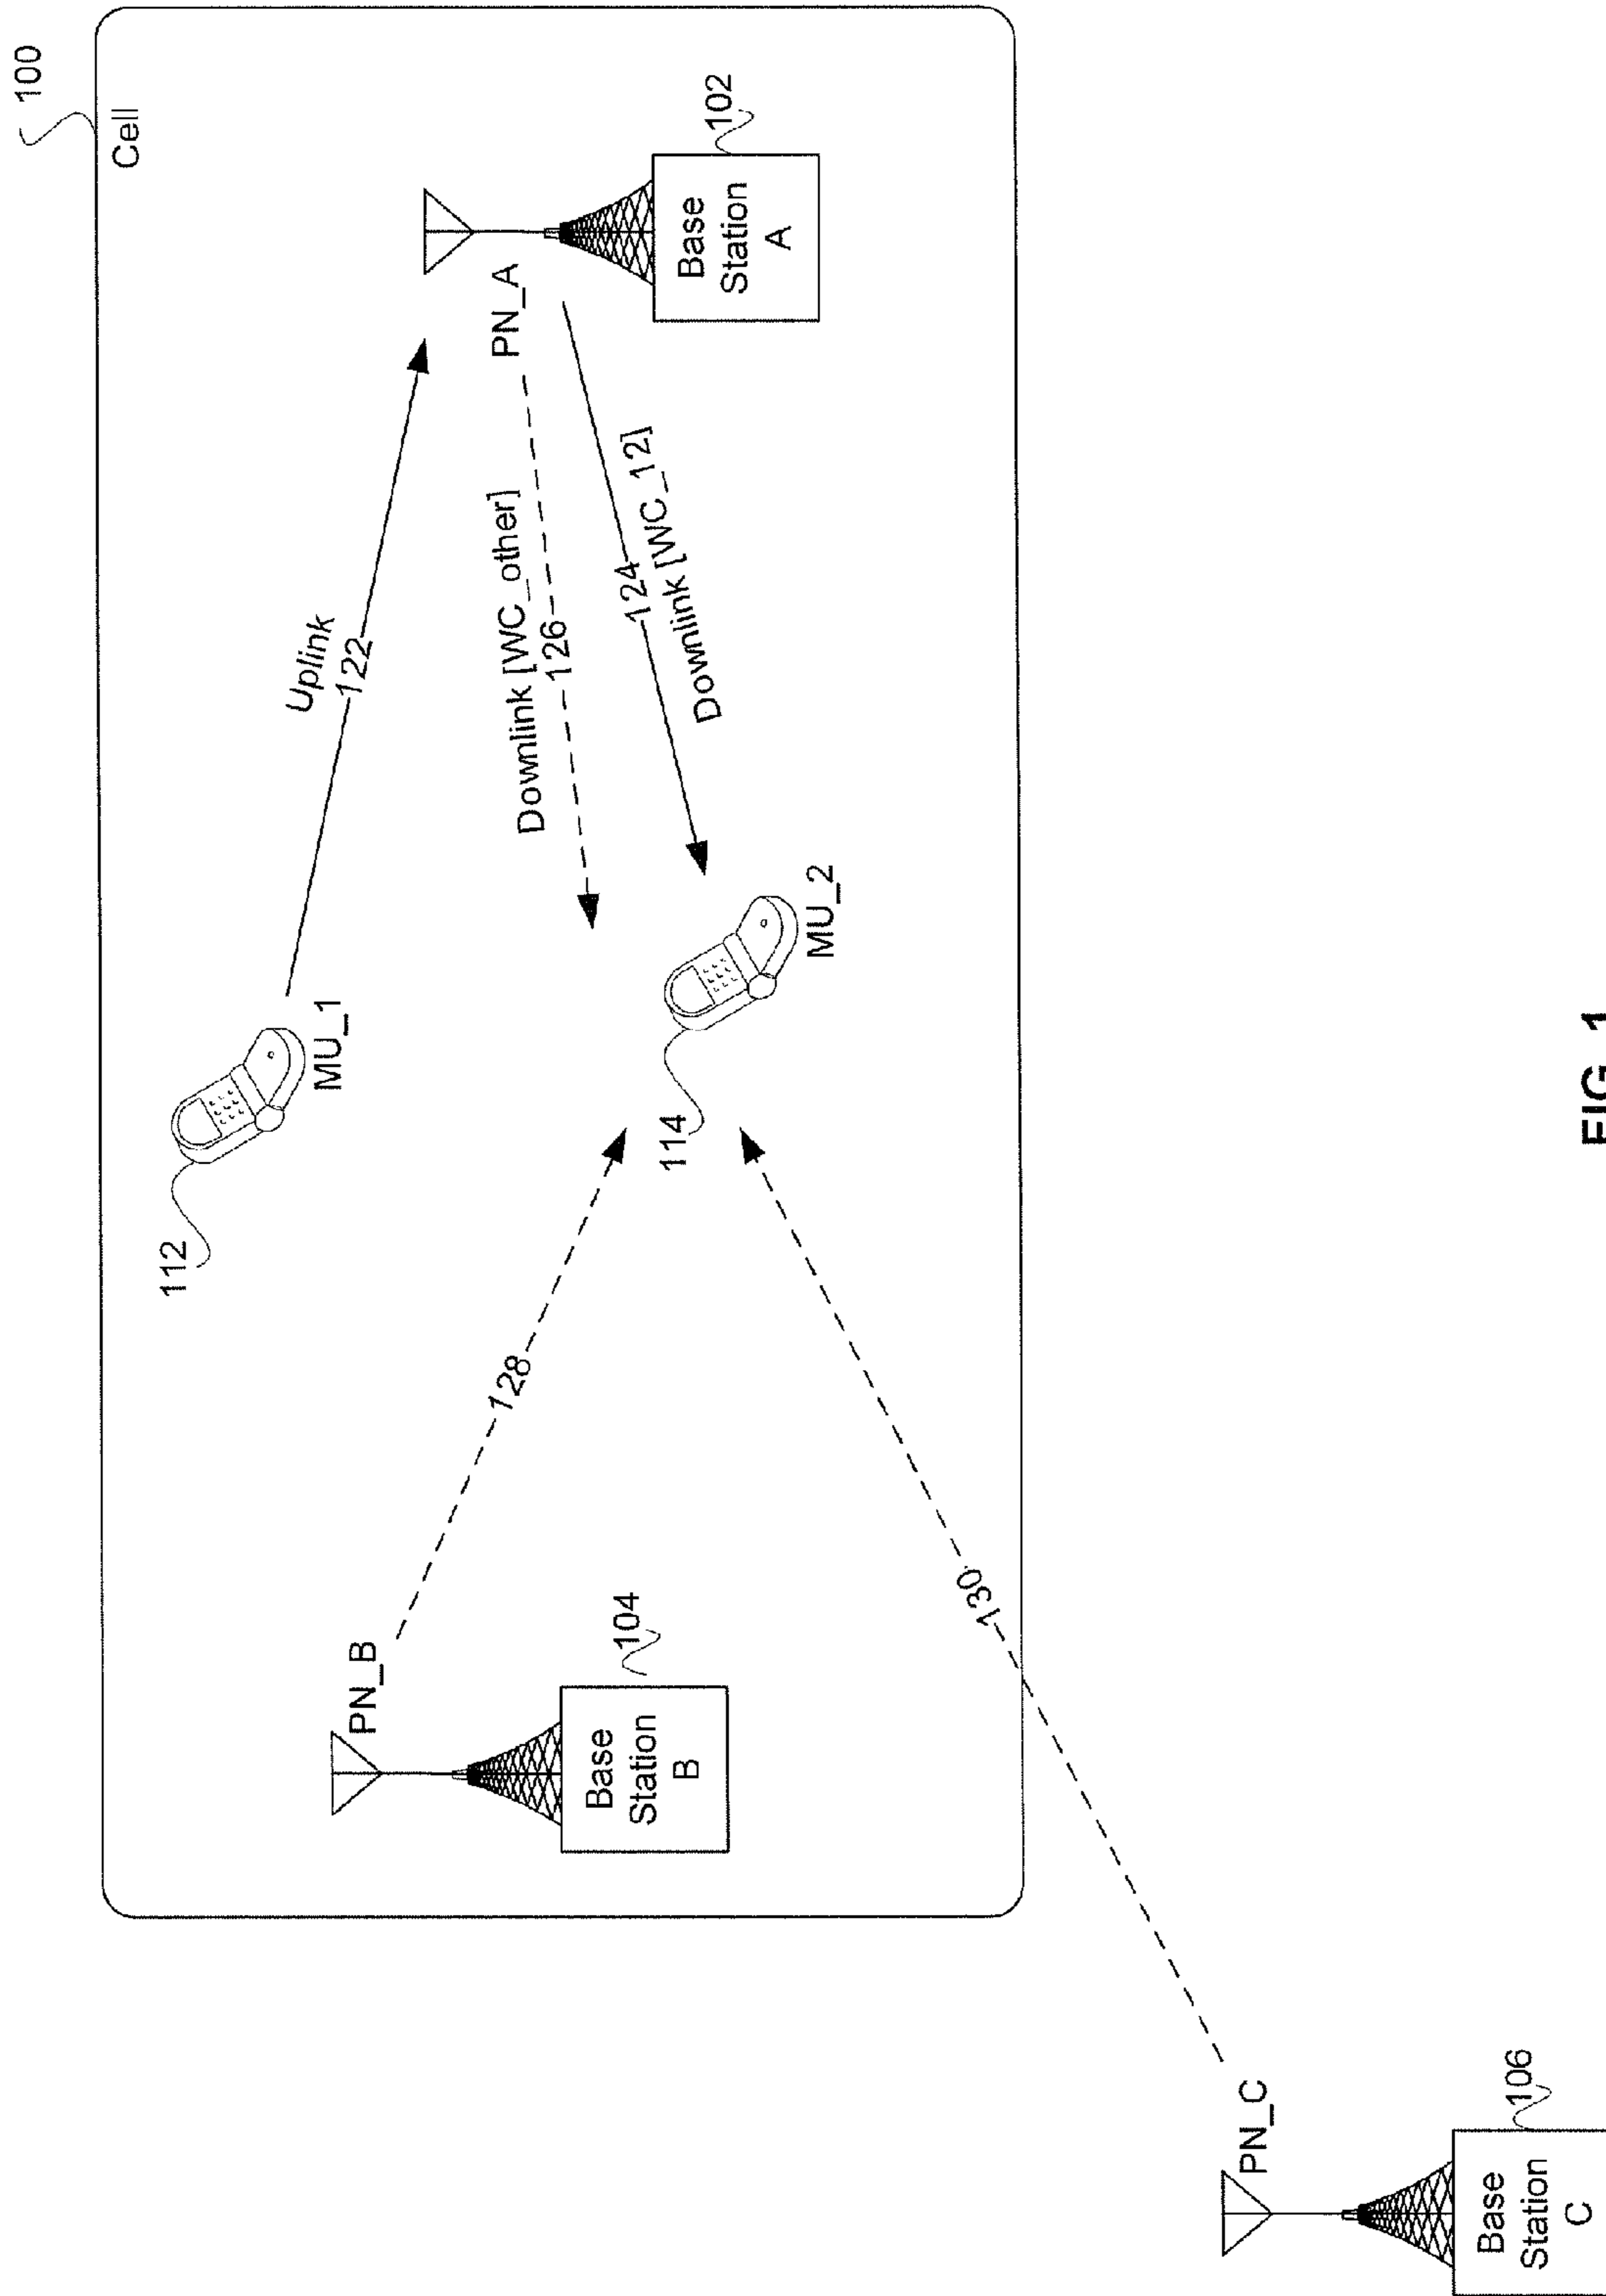 100
Cell
112
MU_1
Uplink
122
PN_B
128
114
MU_2
Downlink [WC_other]
126
124
Downlink [WC_12]
PN_A
102
Base
Station
A
104
Base
Station
B
130
PN_C
106
Base
Station
C
FIG. 1